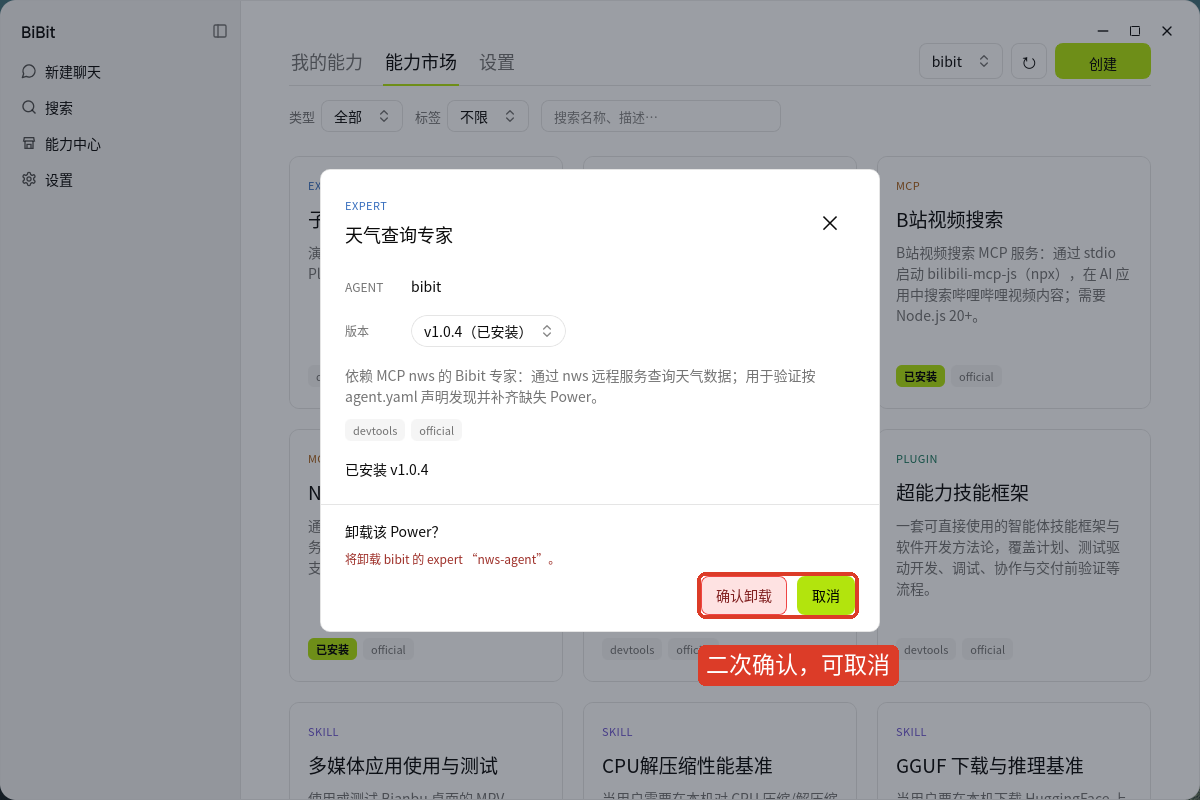 BiBit
新建聊天
搜索
能力中心
设置
我的能力 能力市场 设置
bibit
创建
类型 全部 标签 不限 搜索名称、描述…
MCP
B站视频搜索
B站视频搜索 MCP 服务：通过 stdio
启动 bilibili-mcp-js（npx），在 AI 应
用中搜索哔哩哔哩视频内容；需要
Node.js 20+。
已安装 official
EXPERT
天气查询专家
AGENT bibit
版本 v1.0.4（已安装）
依赖 MCP nws 的 Bibit 专家：通过 nws 远程服务查询天气数据；用于验证按
agent.yaml 声明发现并补齐缺失 Power。
devtools official
已安装 v1.0.4
卸载该 Power?
将卸载 bibit 的 expert “nws-agent”。
确认卸载 取消
二次确认，可取消
PLUGIN
超能力技能框架
一套可直接使用的智能体技能框架与
软件开发方法论，覆盖计划、测试驱
动开发、调试、协作与交付前验证等
流程。
已安装 official
devtools
devtools official
SKILL
多媒体应用使用与测试
SKILL
CPU解压缩性能基准
SKILL
GGUF 下载与推理基准